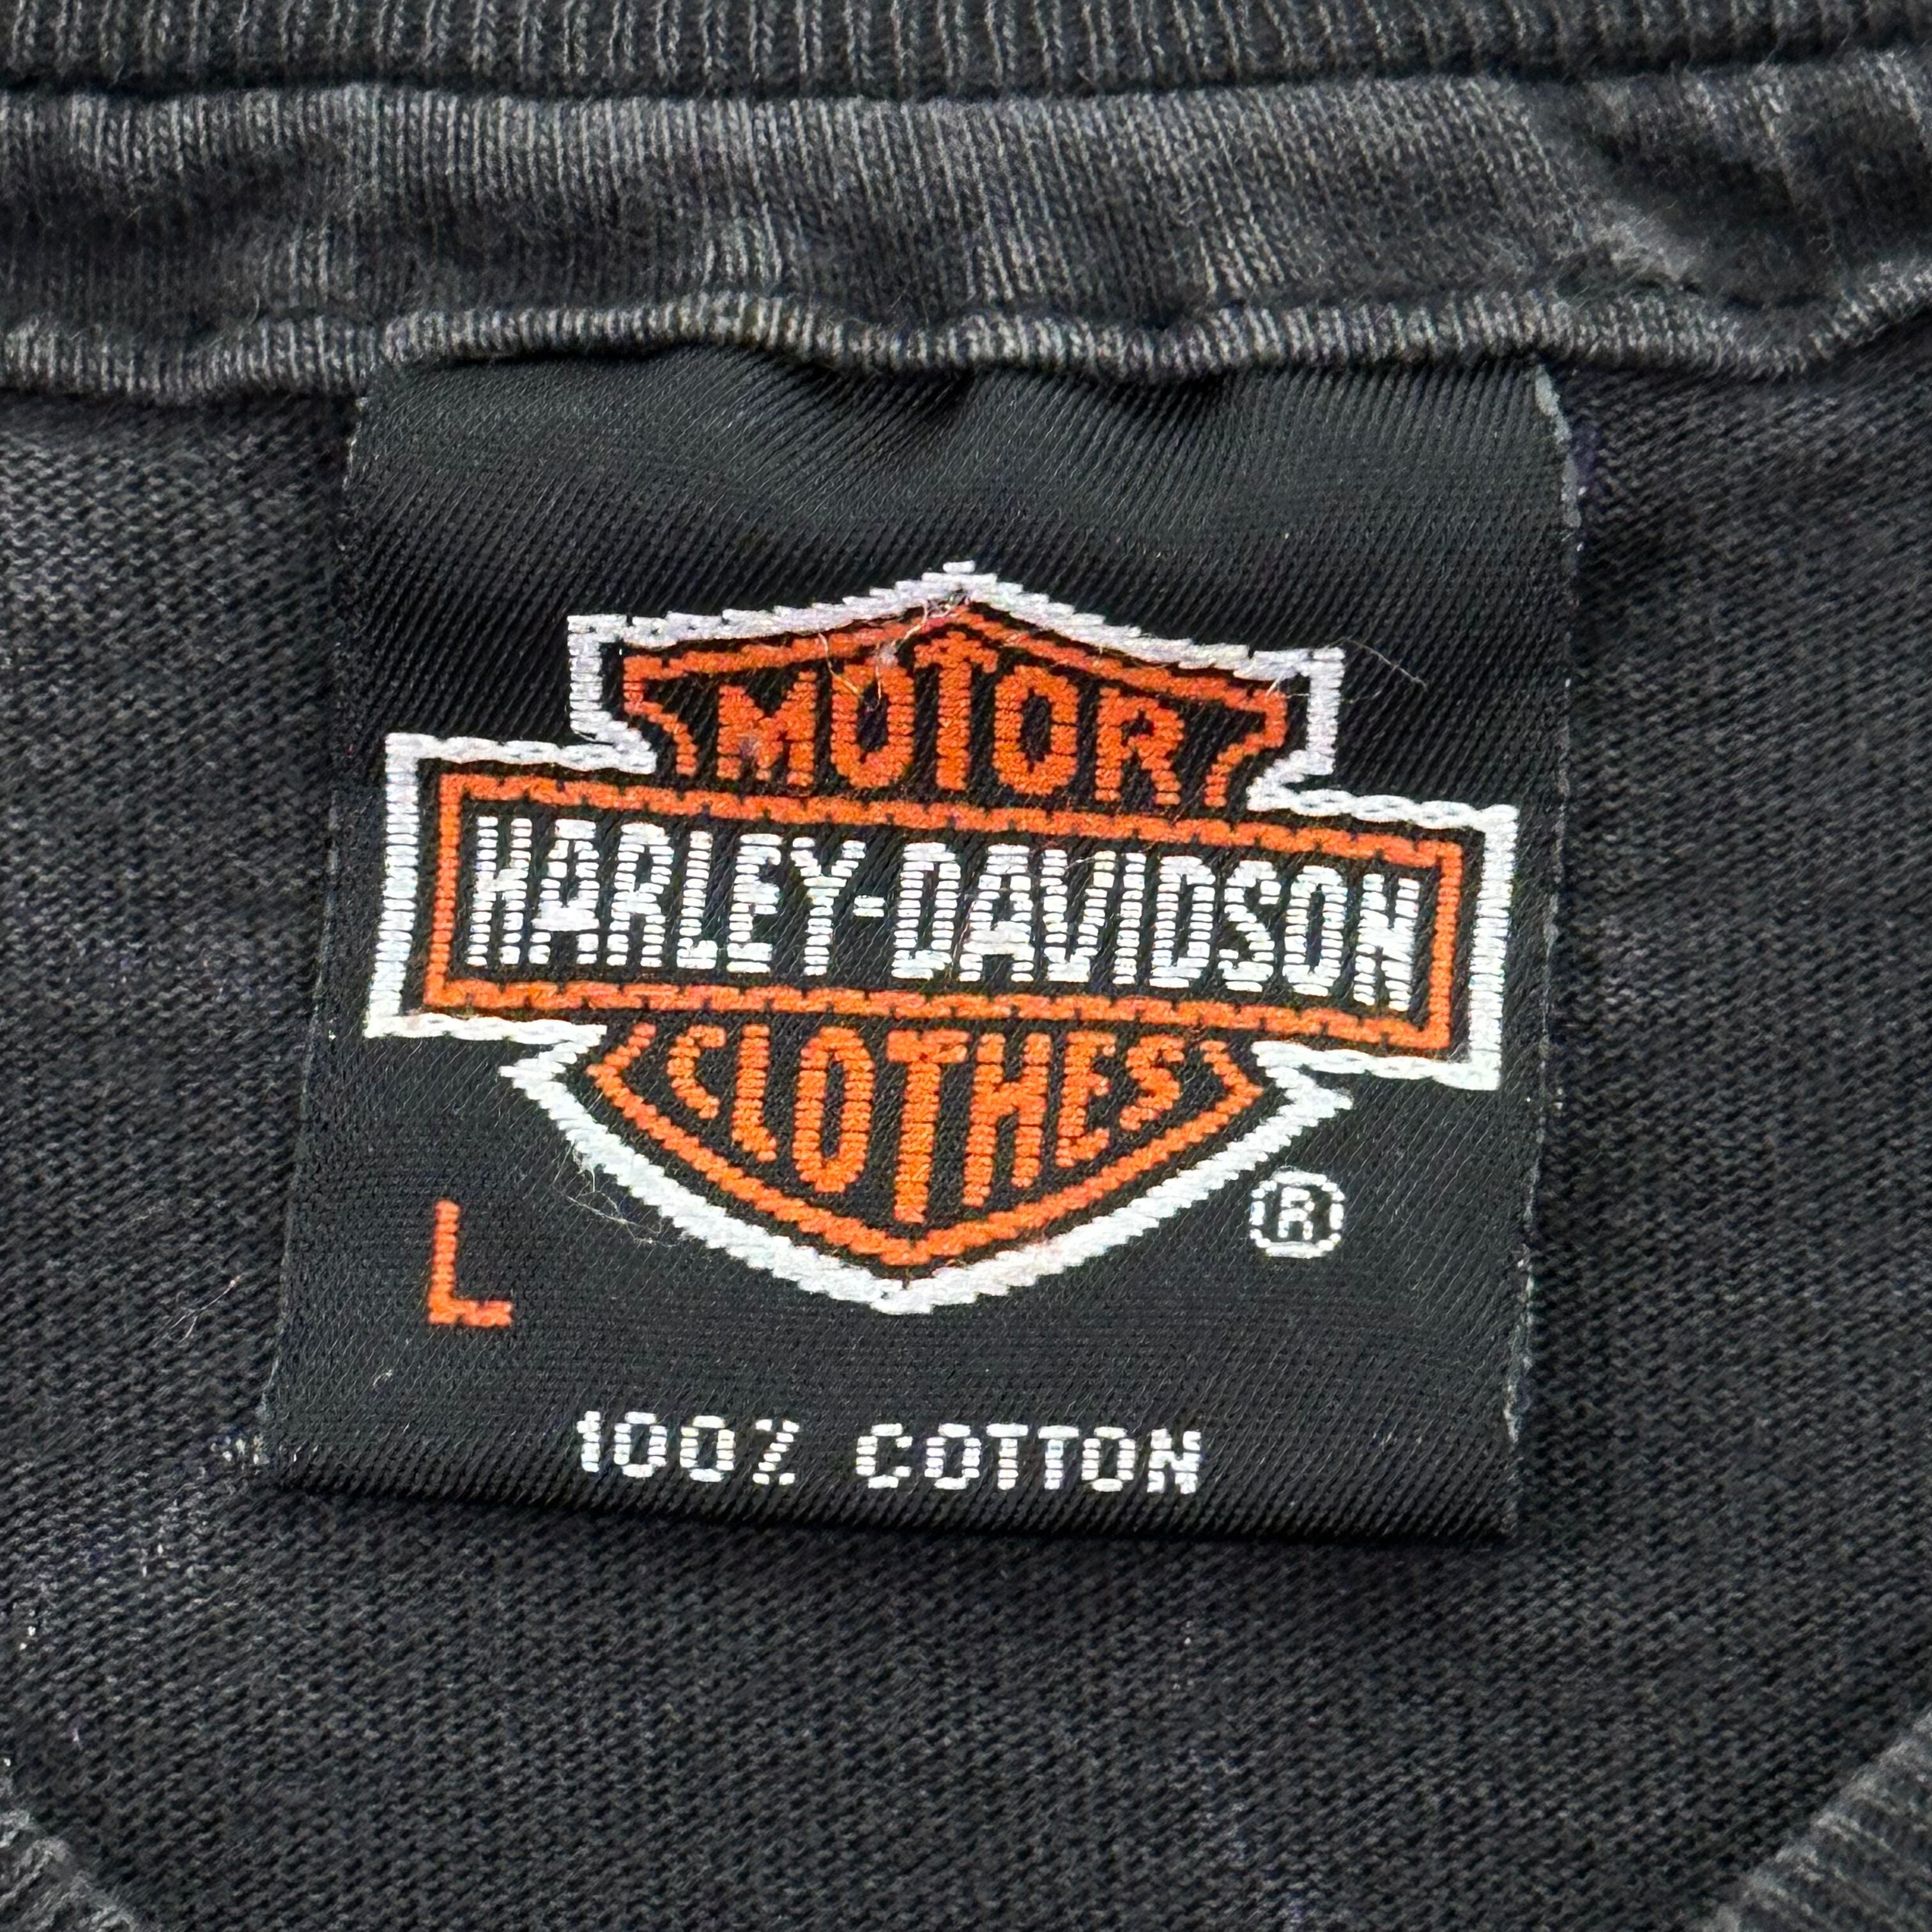 MOTOR
HARLEY-DAVIDSON
CLOTHES
®
L
100% COTTON